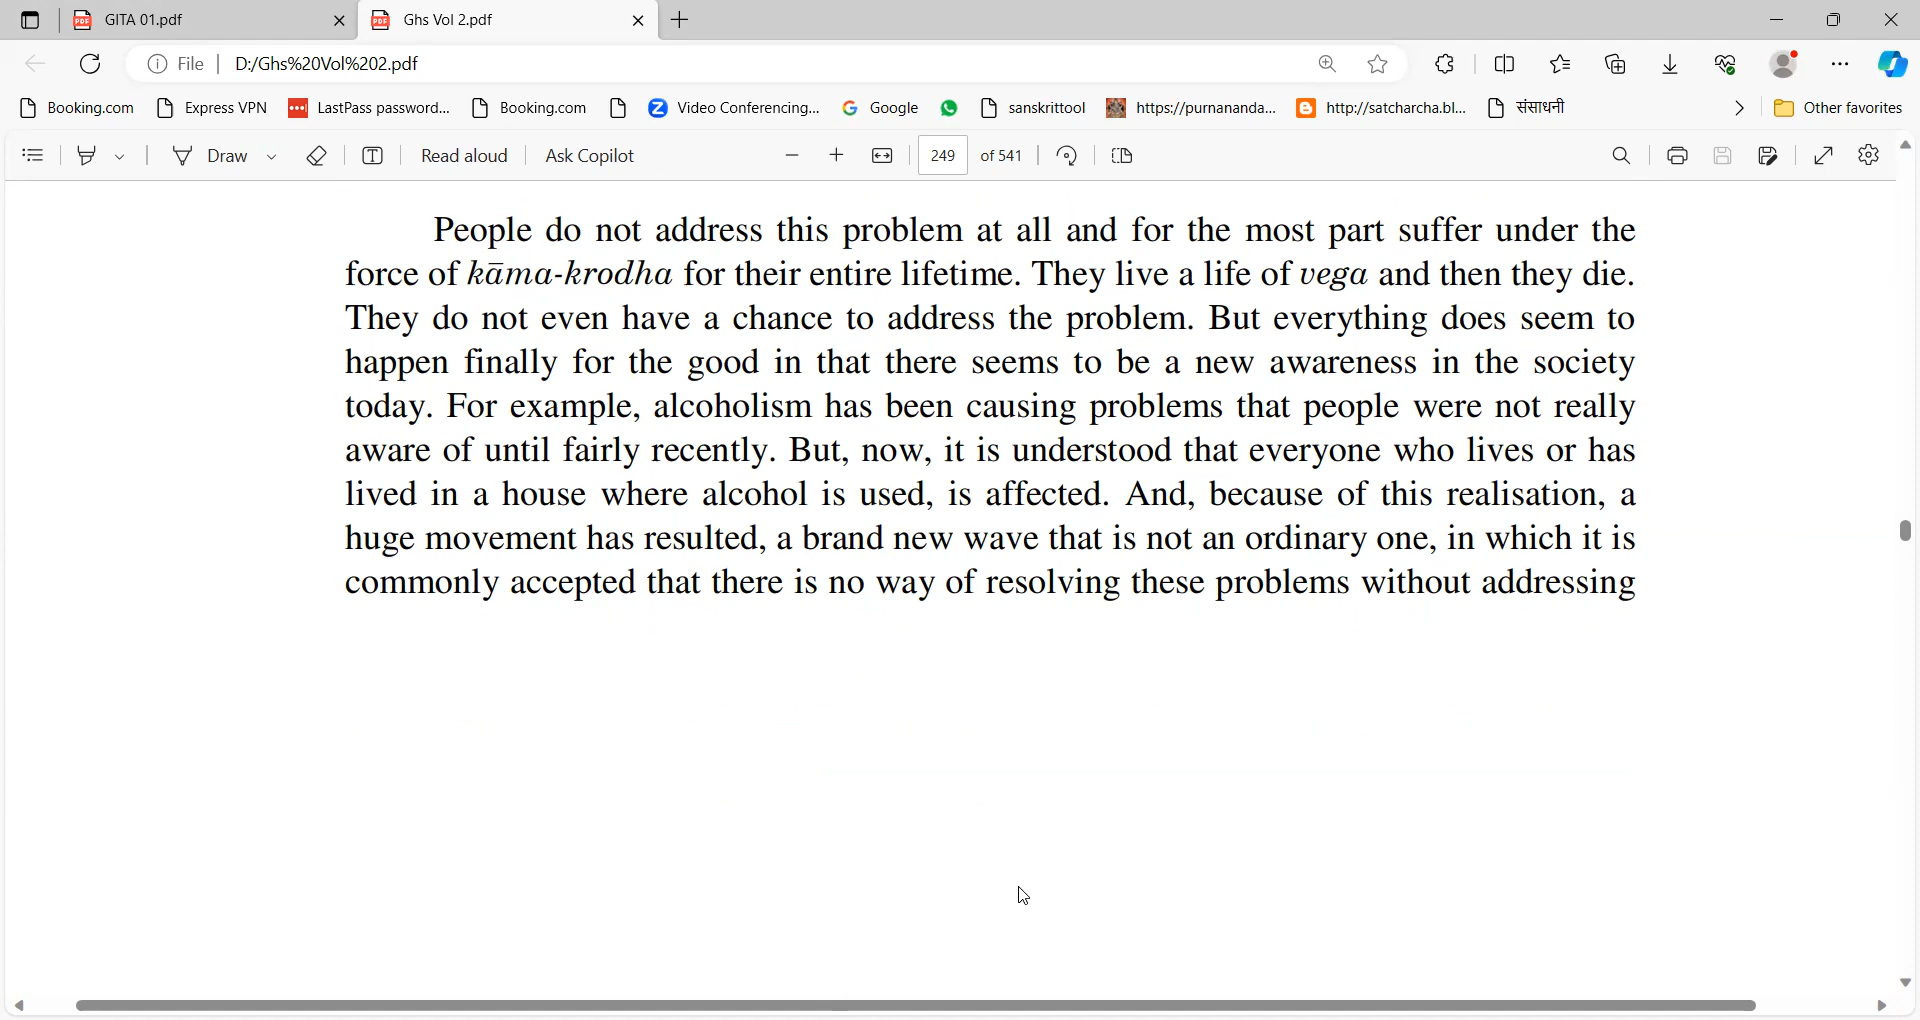 GITA 01.pdf
Ghs Vol 2.pdf
File | D:/Ghs%20Vol%202.pdf
Booking.com Express VPN LastPass password... Booking.com Video Conferencing... Google sanskrittool https://purnananda... http://satcharcha.bl... संसाधनी Other favorites
Draw Read aloud Ask Copilot 249 of 541
People do not address this problem at all and for the most part suffer under the
force of kāma-krodha for their entire lifetime. They live a life of vega and then they die.
They do not even have a chance to address the problem. But everything does seem to
happen finally for the good in that there seems to be a new awareness in the society
today. For example, alcoholism has been causing problems that people were not really
aware of until fairly recently. But, now, it is understood that everyone who lives or has
lived in a house where alcohol is used, is affected. And, because of this realisation, a
huge movement has resulted, a brand new wave that is not an ordinary one, in which it is
commonly accepted that there is no way of resolving these problems without addressing